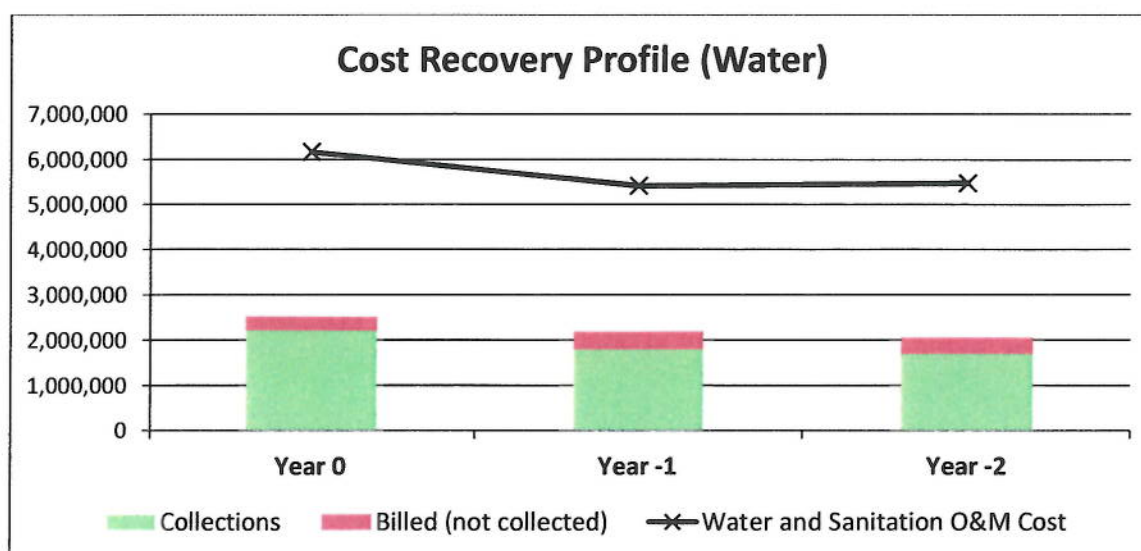 Cost Recovery Profile (Water)
7,000,000
6,000,000
5,000,000
4,000,000
3,000,000
2,000,000
1,000,000
0
Year 0 Year -1 Year -2
Collections Billed (not collected) Water and Sanitation O&M Cost